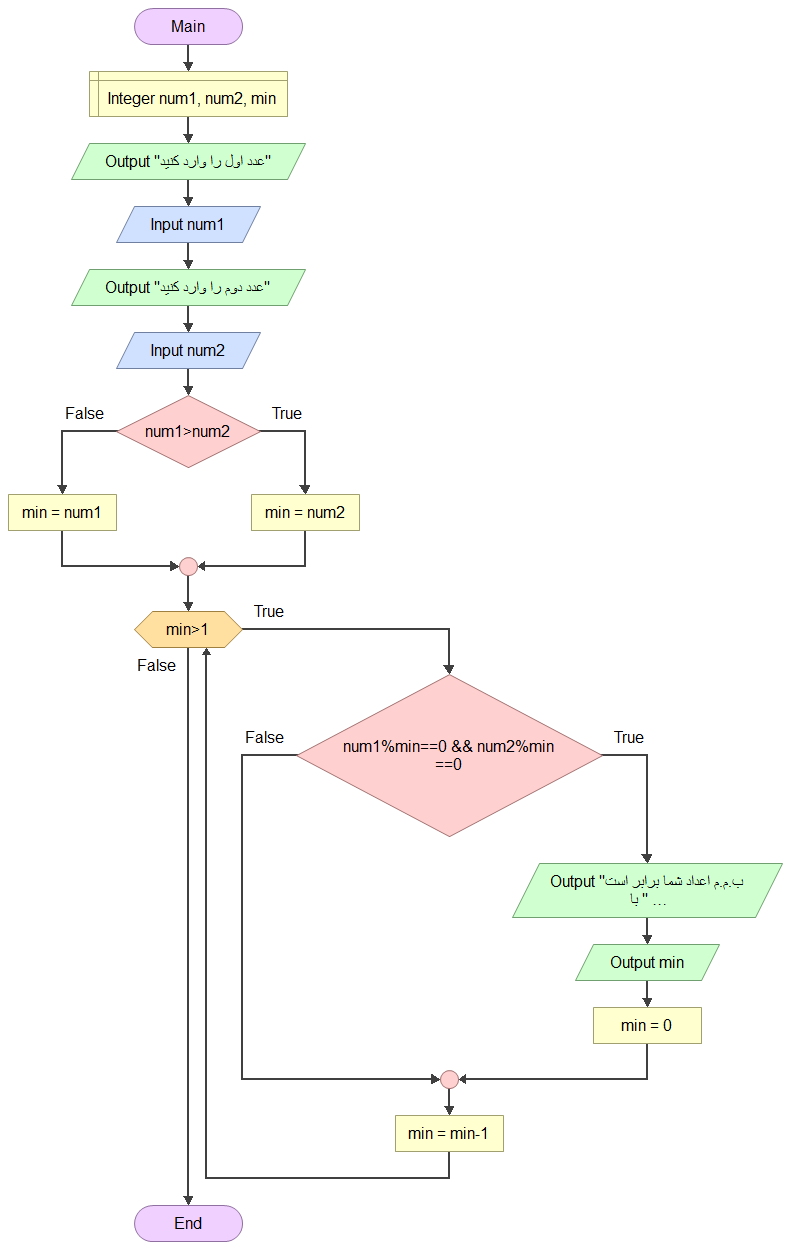 Main
Integer num1, num2, min
Output "عدد اول را وارد کنید"
Input num1
Output "عدد دوم را وارد کنید"
Input num2
False
num1>num2
True
min = num1
min = num2
min>1
True
False
False
num1%min==0 && num2%min
==0
True
Output "ب.م.م اعداد شما برابر است
با " ...
Output min
min = 0
min = min-1
End